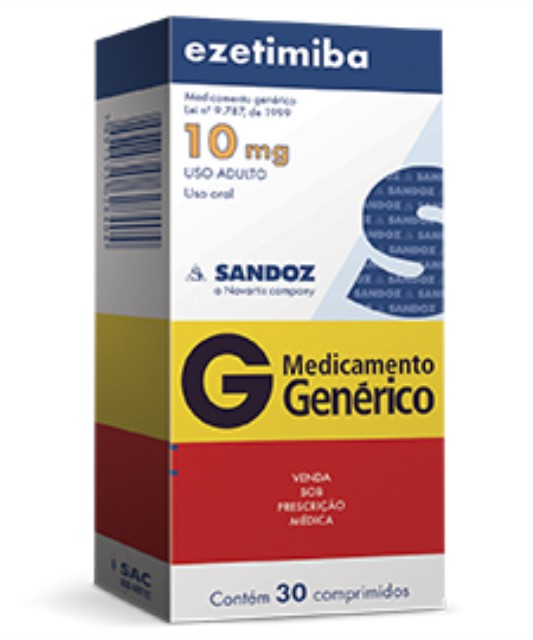 ezetimiba
Medicamento genérico
Lei nº 9.787, de 1999
10 mg
USO ADULTO
Uso oral
SANDOZ
a Novartis company
G Medicamento
Genérico
VENDA
SOB
PRESCRIÇÃO
MÉDICA
Contém 30 comprimidos
SAC